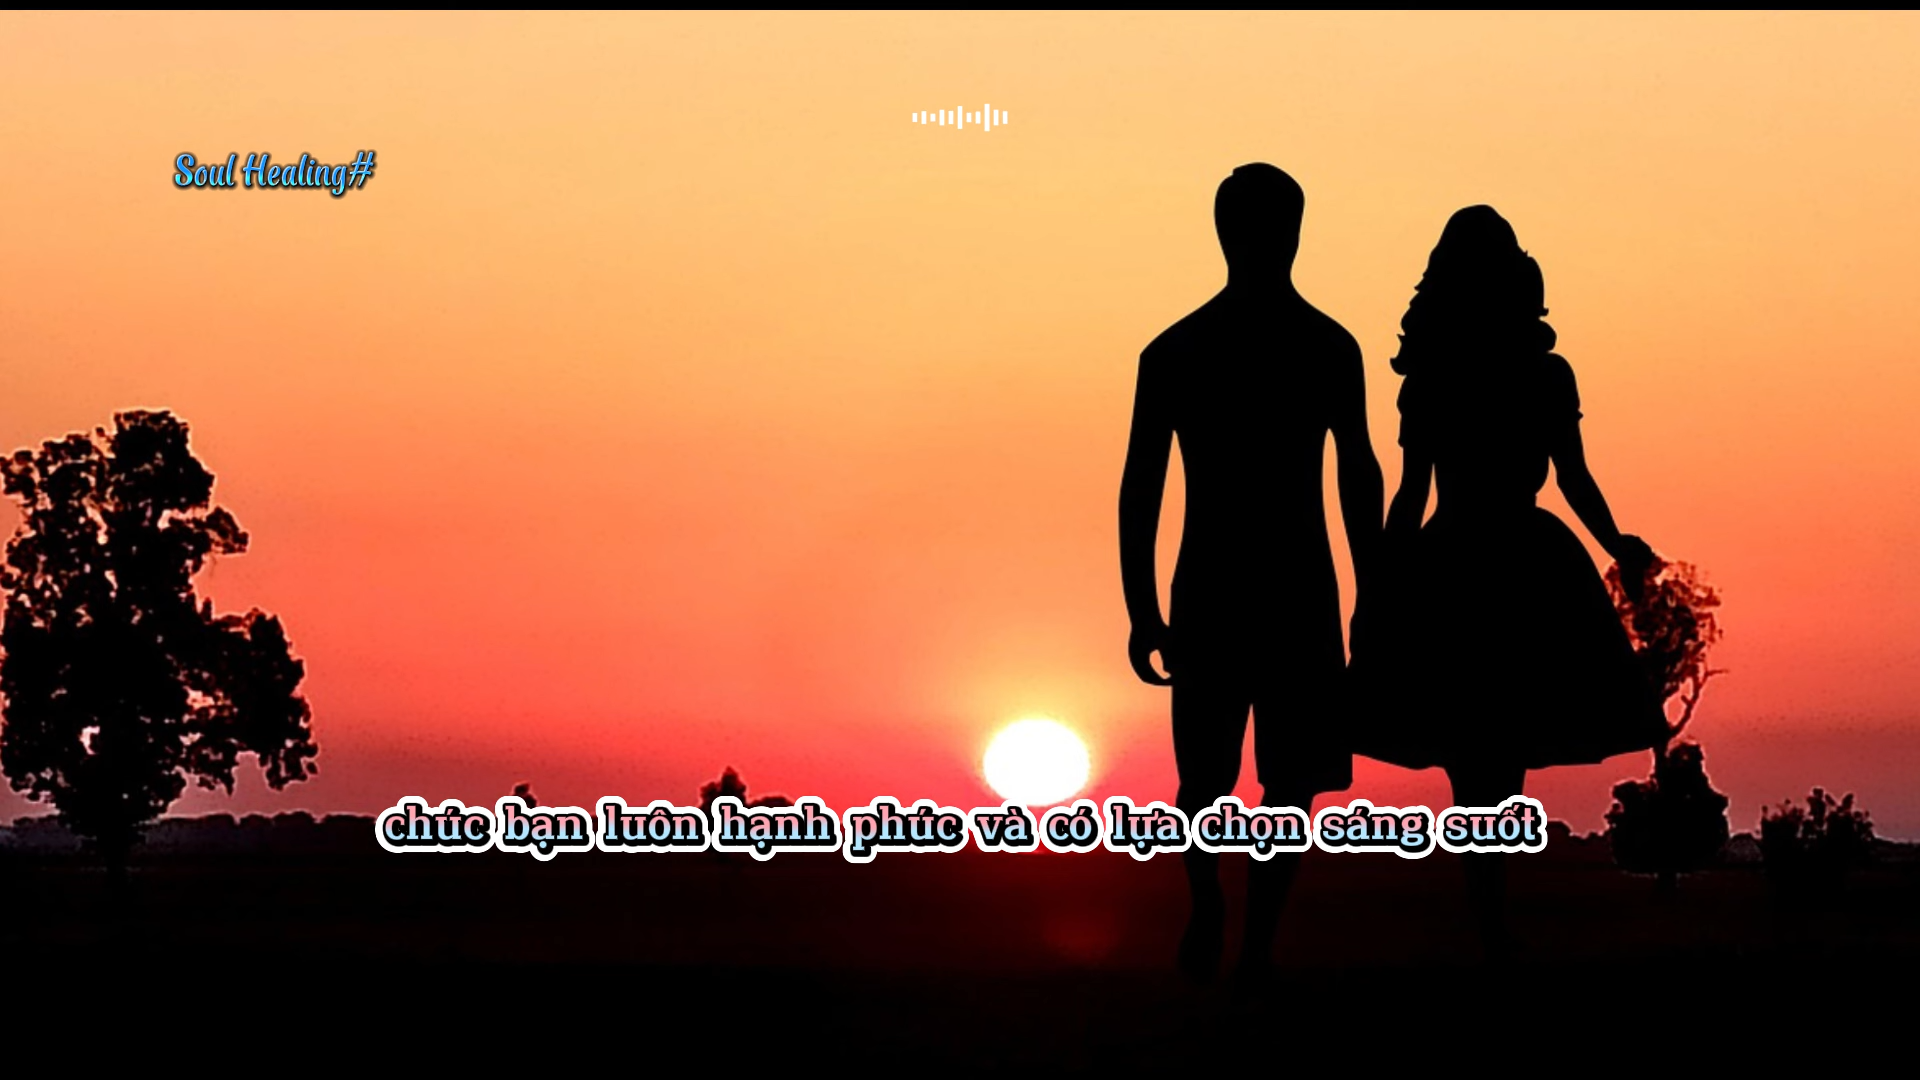 Soul Healing#
chúc bạn luôn hạnh phúc và có lựa chọn sáng suốt